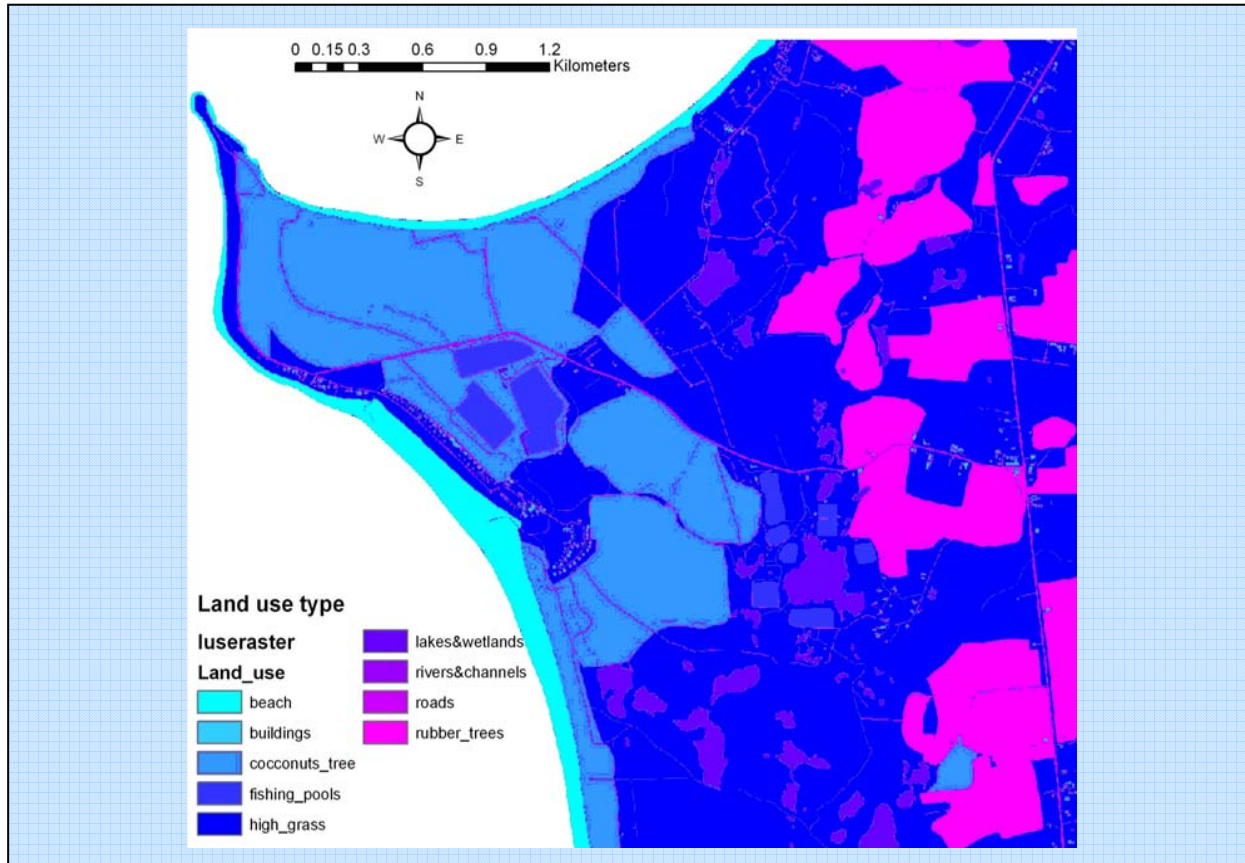 0 0.15 0.3 0.6 0.9 1.2
Kilometers
N
W E
S
Land use type
luseraster
Land_use
beach
buildings
cocconuts_tree
fishing_pools
high_grass
lakes&wetlands
rivers&channels
roads
rubber_trees